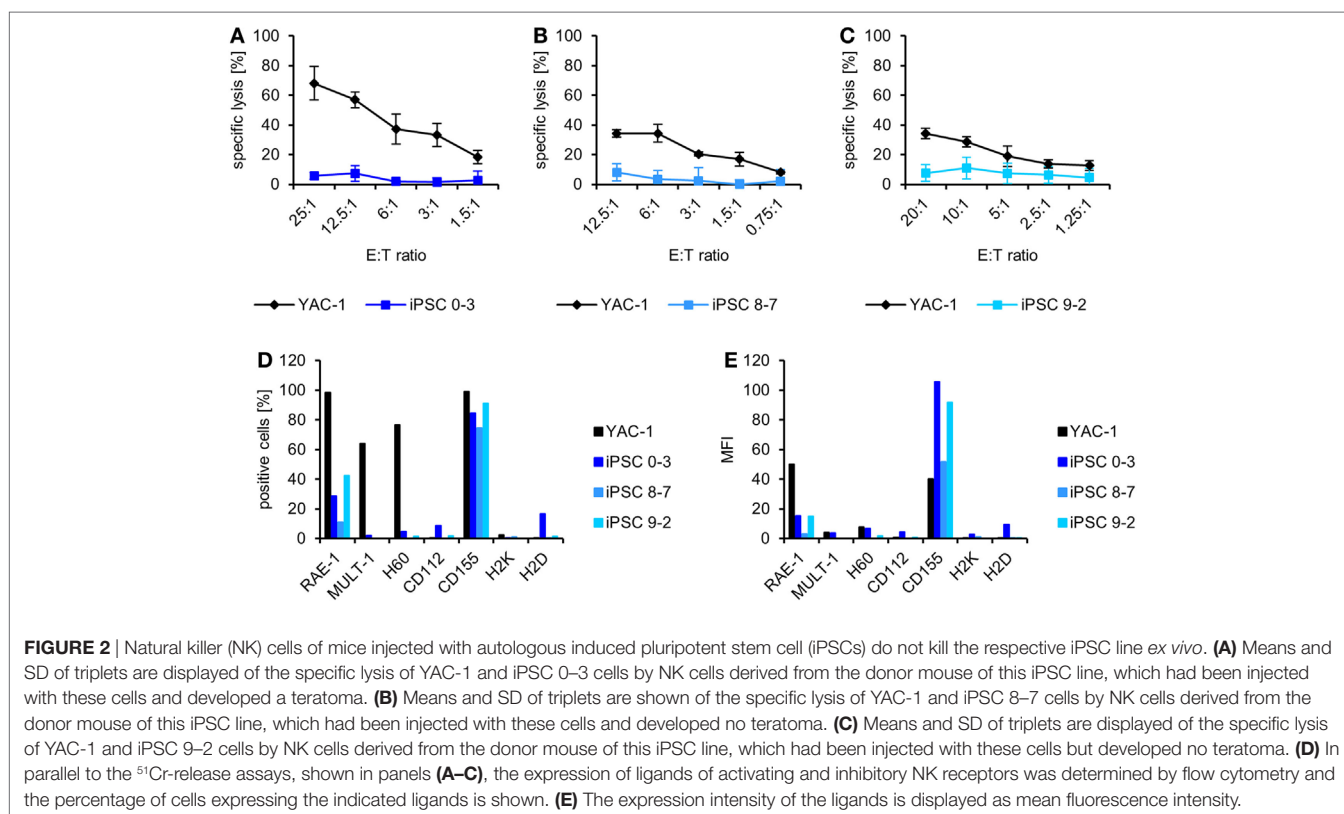 A
100
80
60
40
20
0
specific lysis [%]
25:1
12.5:1
6:1
3:1
1.5:1
E:T ratio
YAC-1
iPSC 0-3
B
100
80
60
40
20
0
specific lysis [%]
12.5:1
6:1
3:1
1.5:1
0.75:1
E:T ratio
YAC-1
iPSC 8-7
C
100
80
60
40
20
0
specific lysis [%]
20:1
10:1
5:1
2.5:1
1.25:1
E:T ratio
YAC-1
iPSC 9-2
D
120
100
80
60
40
20
0
positive cells [%]
RAE-1
MULT-1
H60
CD112
CD155
H2K
H2D
YAC-1
iPSC 0-3
iPSC 8-7
iPSC 9-2
E
120
100
80
60
40
20
0
MFI
RAE-1
MULT-1
H60
CD112
CD155
H2K
H2D
YAC-1
iPSC 0-3
iPSC 8-7
iPSC 9-2
FIGURE 2 | Natural killer (NK) cells of mice injected with autologous induced pluripotent stem cell (iPSCs) do not kill the respective iPSC line ex vivo. (A) Means and
SD of triplets are displayed of the specific lysis of YAC-1 and iPSC 0–3 cells by NK cells derived from the donor mouse of this iPSC line, which had been injected
with these cells and developed a teratoma. (B) Means and SD of triplets are shown of the specific lysis of YAC-1 and iPSC 8–7 cells by NK cells derived from the
donor mouse of this iPSC line, which had been injected with these cells and developed no teratoma. (C) Means and SD of triplets are displayed of the specific lysis
of YAC-1 and iPSC 9–2 cells by NK cells derived from the donor mouse of this iPSC line, which had been injected with these cells but developed no teratoma. (D) In
parallel to the ⁵¹Cr-release assays, shown in panels (A–C), the expression of ligands of activating and inhibitory NK receptors was determined by flow cytometry and
the percentage of cells expressing the indicated ligands is shown. (E) The expression intensity of the ligands is displayed as mean fluorescence intensity.